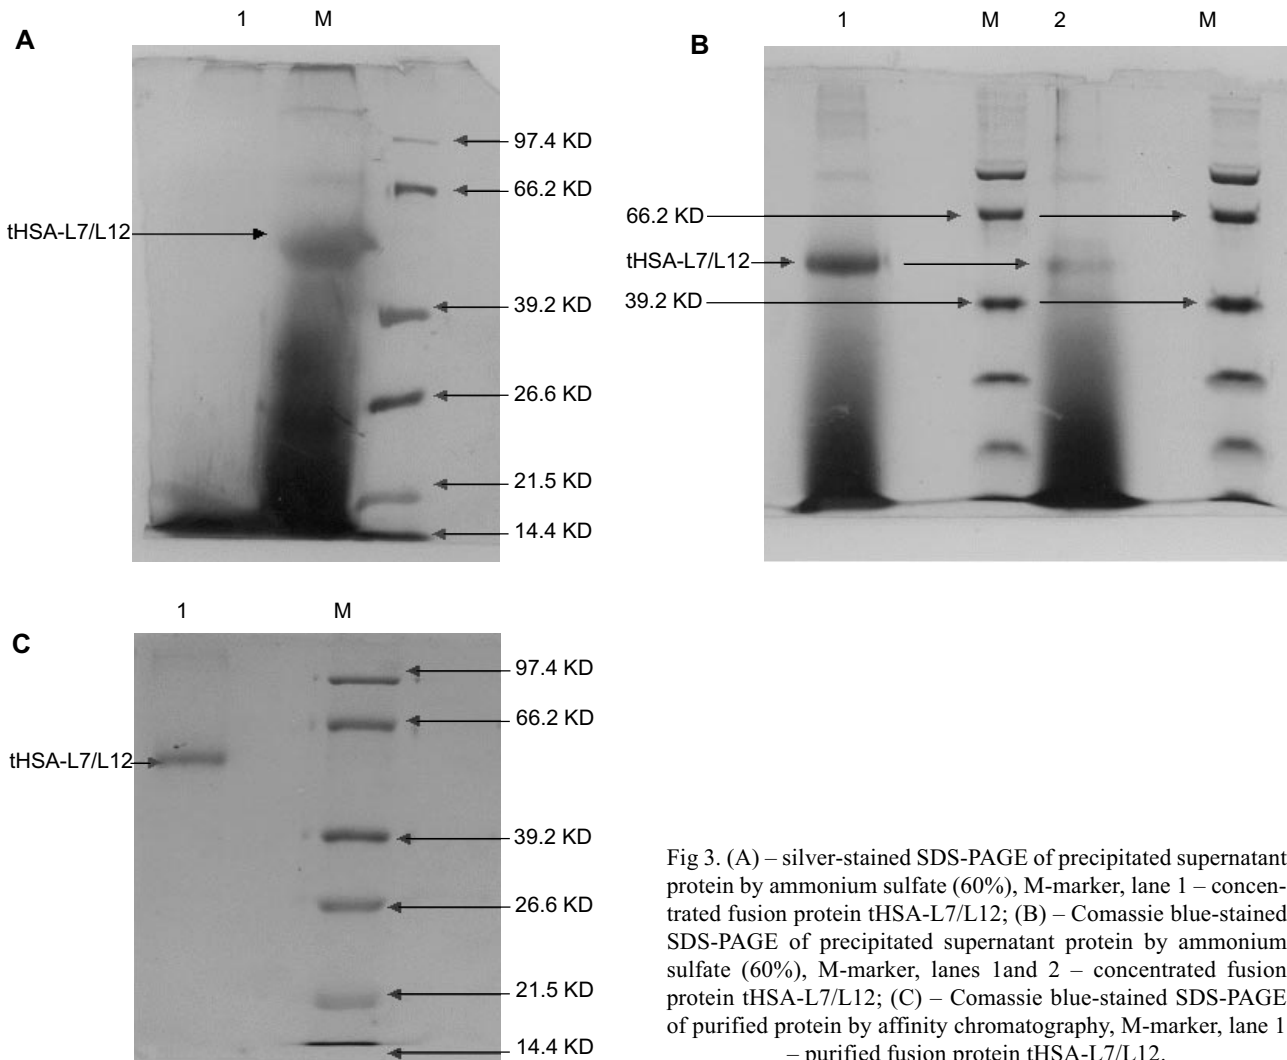 A
1 M
97.4 KD
66.2 KD
tHSA-L7/L12
39.2 KD
26.6 KD
21.5 KD
14.4 KD
B
1 M 2 M
66.2 KD
tHSA-L7/L12
39.2 KD
C
1 M
97.4 KD
66.2 KD
tHSA-L7/L12
39.2 KD
26.6 KD
21.5 KD
14.4 KD
Fig 3. (A) – silver-stained SDS-PAGE of precipitated supernatant
protein by ammonium sulfate (60%), M-marker, lane 1 – concen-
trated fusion protein tHSA-L7/L12; (B) – Comassie blue-stained
SDS-PAGE of precipitated supernatant protein by ammonium
sulfate (60%), M-marker, lanes 1and 2 – concentrated fusion
protein tHSA-L7/L12; (C) – Comassie blue-stained SDS-PAGE
of purified protein by affinity chromatography, M-marker, lane 1
– purified fusion protein tHSA-L7/L12.